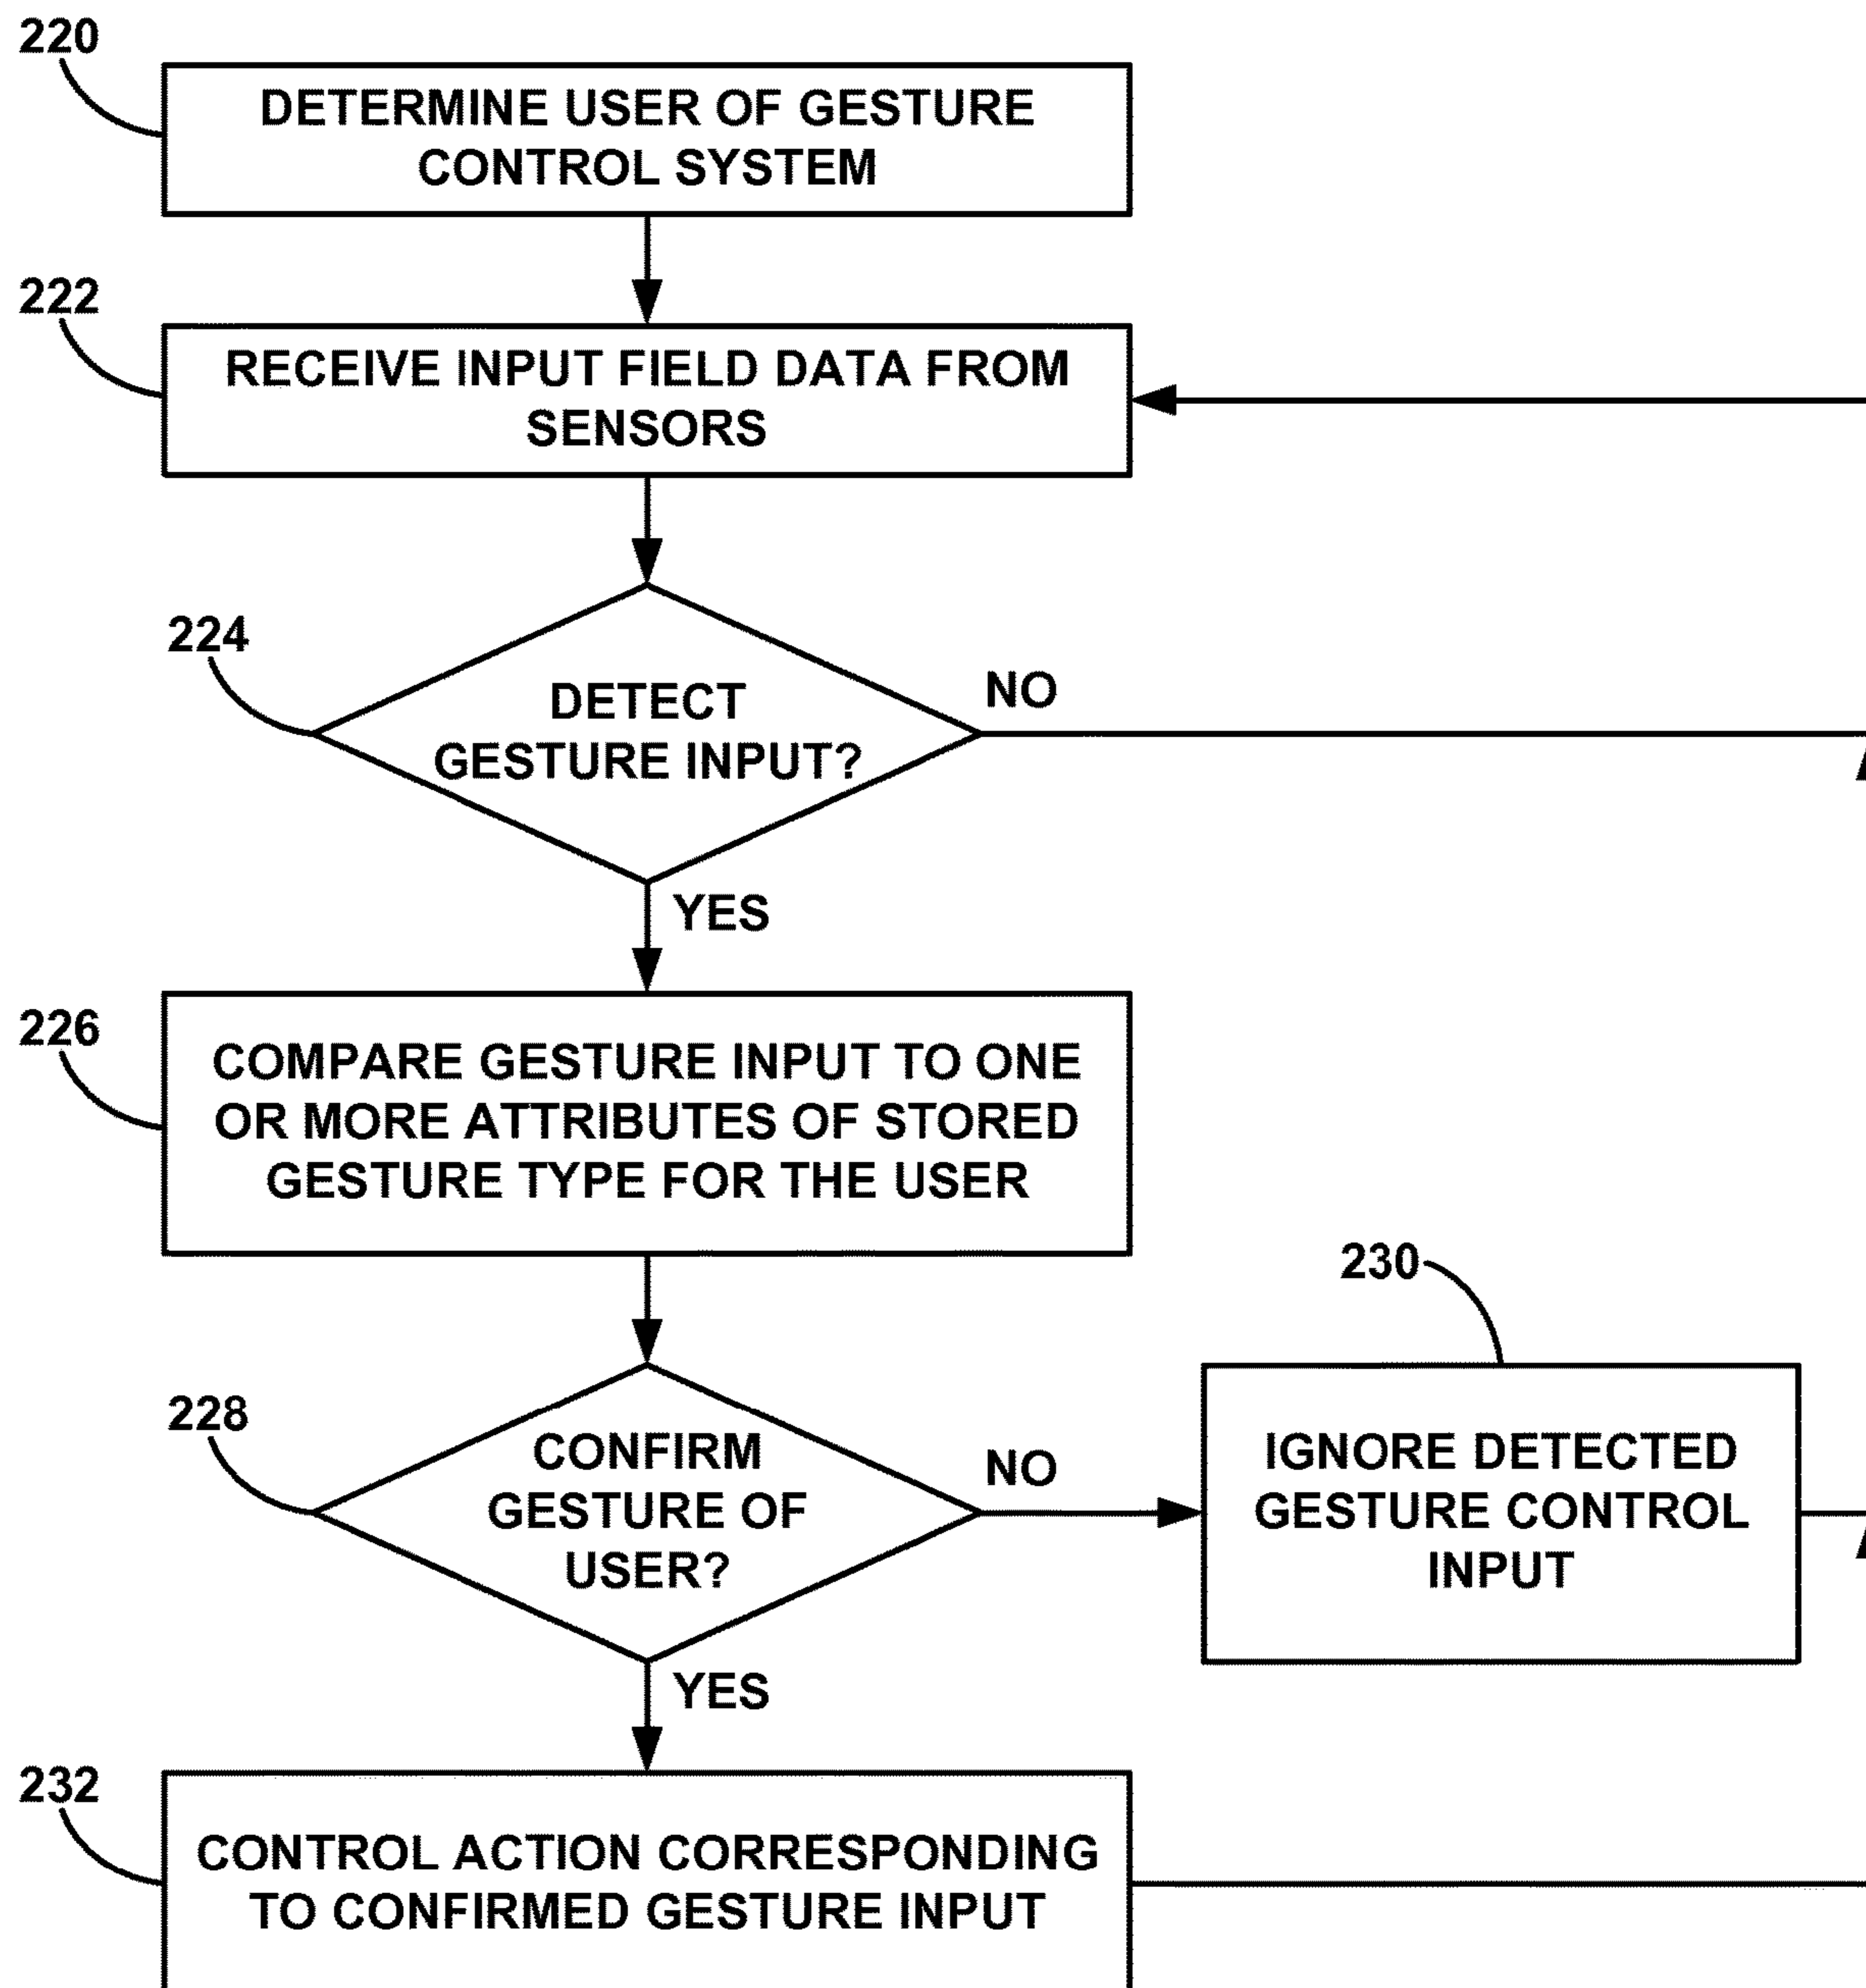 220
DETERMINE USER OF GESTURE
CONTROL SYSTEM
222
RECEIVE INPUT FIELD DATA FROM
SENSORS
224
DETECT
GESTURE INPUT?
NO
YES
226
COMPARE GESTURE INPUT TO ONE
OR MORE ATTRIBUTES OF STORED
GESTURE TYPE FOR THE USER
228
CONFIRM
GESTURE OF
USER?
NO
230
IGNORE DETECTED
GESTURE CONTROL
INPUT
YES
232
CONTROL ACTION CORRESPONDING
TO CONFIRMED GESTURE INPUT